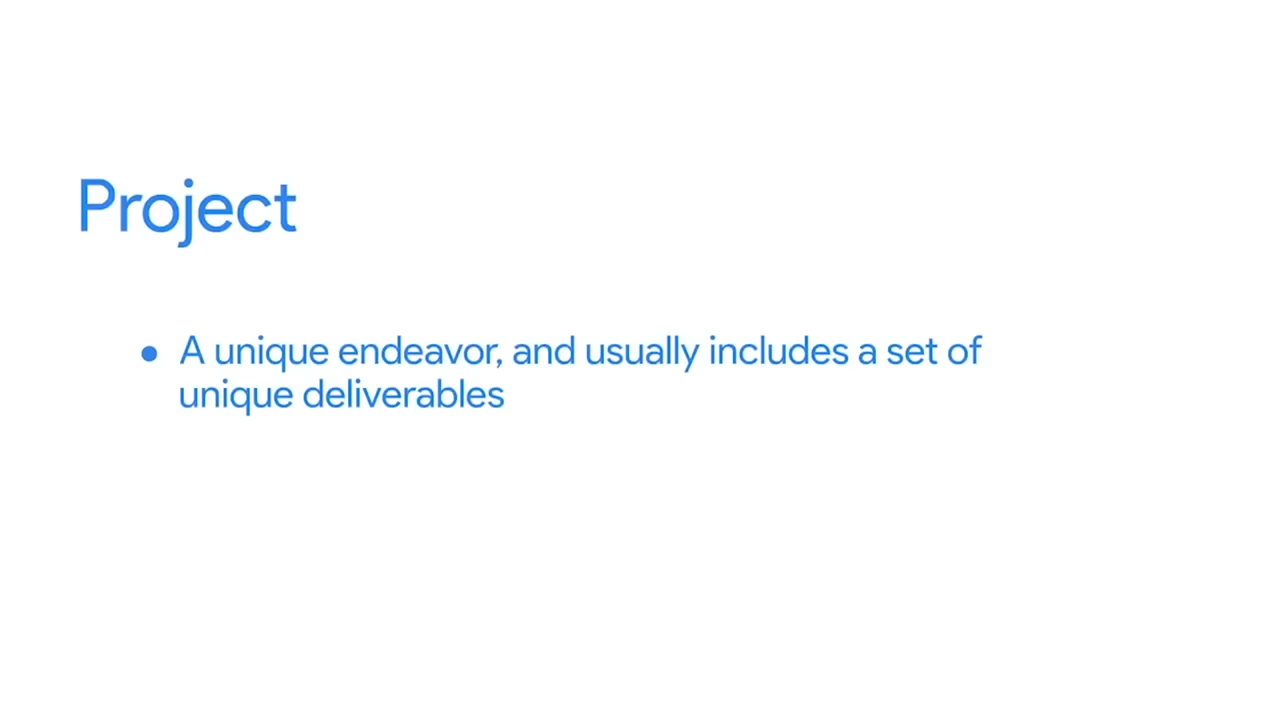 Project
● A unique endeavor, and usually includes a set of
unique deliverables